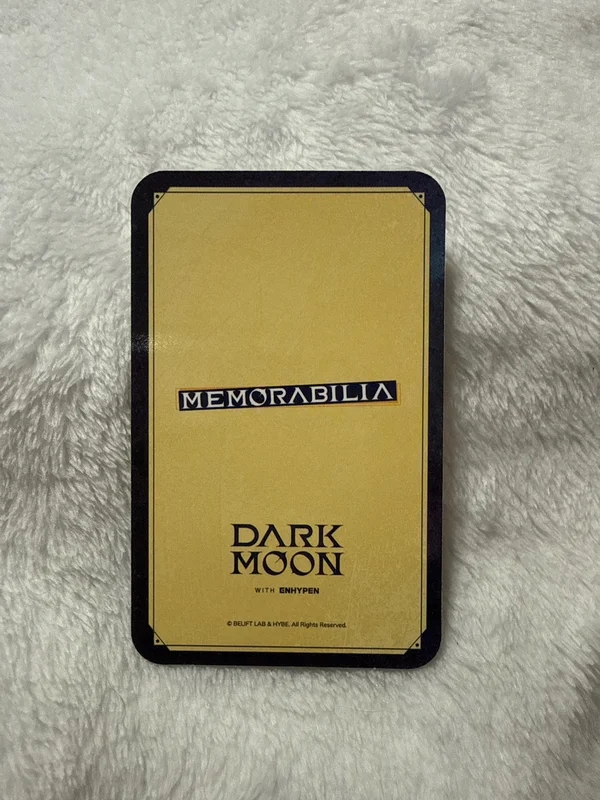 MEMORABILIA
DARK
MOON
WITH ENHYPEN
© BELIFT LAB & HYBE. All Rights Reserved.